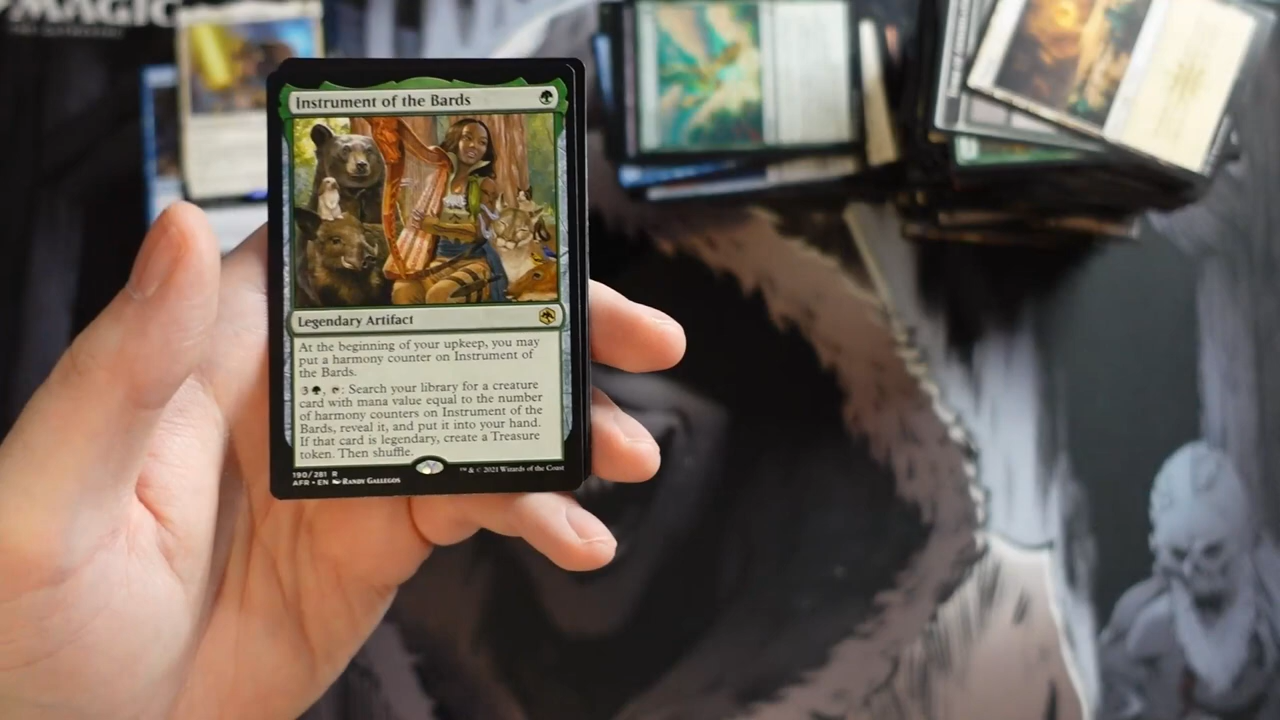 MAGIC
Instrument of the Bards
Legendary Artifact
At the beginning of your upkeep, you may
put a harmony counter on Instrument of
the Bards.
3, : Search your library for a creature
card with mana value equal to the number
of harmony counters on Instrument of the
Bards, reveal it, and put it into your hand.
If that card is legendary, create a Treasure
token. Then shuffle.
190/281 R
AFR • EN RANDY GALLEGOS
™ & © 2021 Wizards of the Coast